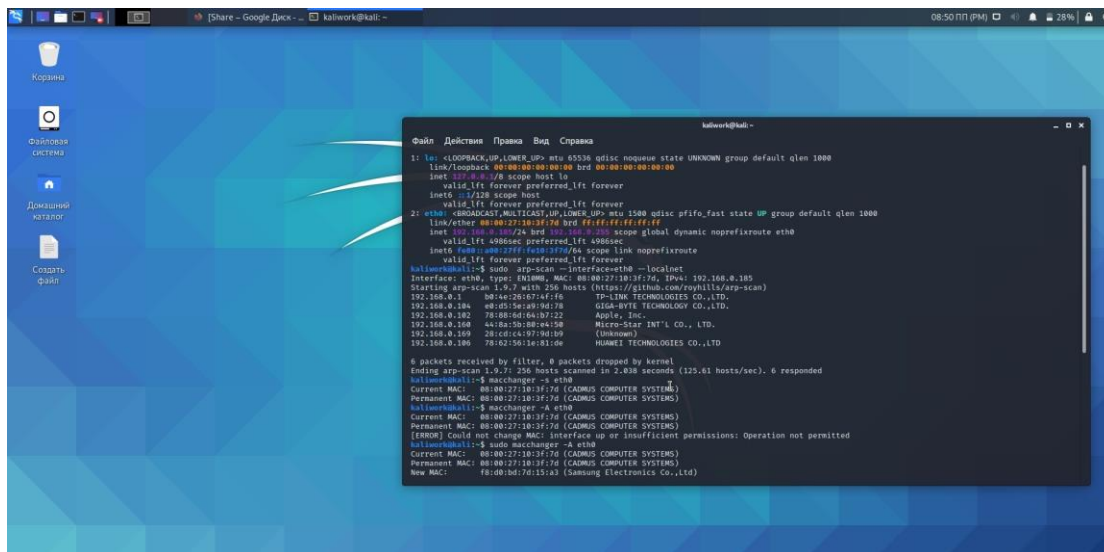 [Share – Google Диск - ...
kaliwork@kali: ~
08:50 ПП (PM)
28%
Корзина
Файловая
система
Домашний
каталог
Создать
файл
kaliwork@kali: ~
Файл Действия Правка Вид Справка
1: lo: <LOOPBACK,UP,LOWER_UP> mtu 65536 qdisc noqueue state UNKNOWN group default qlen 1000
link/loopback 00:00:00:00:00:00 brd 00:00:00:00:00:00
inet 127.0.0.1/8 scope host lo
valid_lft forever preferred_lft forever
inet6 ::1/128 scope host
valid_lft forever preferred_lft forever
2: eth0: <BROADCAST,MULTICAST,UP,LOWER_UP> mtu 1500 qdisc pfifo_fast state UP group default qlen 1000
link/ether 08:00:27:10:3f:7d brd ff:ff:ff:ff:ff:ff
inet 192.168.0.185/24 brd 192.168.0.255 scope global dynamic noprefixroute eth0
valid_lft 4986sec preferred_lft 4986sec
inet6 fe80::a00:27ff:fe10:3f7d/64 scope link noprefixroute
valid_lft forever preferred_lft forever
kaliwork@kali:~$ sudo arp-scan --interface=eth0 --localnet
Interface: eth0, type: EN10MB, MAC: 08:00:27:10:3f:7d, IPv4: 192.168.0.185
Starting arp-scan 1.9.7 with 256 hosts (https://github.com/royhills/arp-scan)
192.168.0.1 b0:4e:26:67:4f:f6 TP-LINK TECHNOLOGIES CO.,LTD.
192.168.0.104 e0:d5:5e:a9:9d:78 GIGA-BYTE TECHNOLOGY CO.,LTD.
192.168.0.102 78:88:6d:64:b7:22 Apple, Inc.
192.168.0.160 44:8a:5b:80:e4:50 Micro-Star INT'L CO., LTD.
192.168.0.169 28:cd:c4:97:9d:b9 (Unknown)
192.168.0.106 78:62:56:1e:81:de HUAWEI TECHNOLOGIES CO.,LTD
6 packets received by filter, 0 packets dropped by kernel
Ending arp-scan 1.9.7: 256 hosts scanned in 2.038 seconds (125.61 hosts/sec). 6 responded
kaliwork@kali:~$ macchanger -s eth0
Current MAC: 08:00:27:10:3f:7d (CADMUS COMPUTER SYSTEMS)
Permanent MAC: 08:00:27:10:3f:7d (CADMUS COMPUTER SYSTEMS)
kaliwork@kali:~$ macchanger -A eth0
Current MAC: 08:00:27:10:3f:7d (CADMUS COMPUTER SYSTEMS)
Permanent MAC: 08:00:27:10:3f:7d (CADMUS COMPUTER SYSTEMS)
[ERROR] Could not change MAC: interface up or insufficient permissions: Operation not permitted
kaliwork@kali:~$ sudo macchanger -A eth0
Current MAC: 08:00:27:10:3f:7d (CADMUS COMPUTER SYSTEMS)
Permanent MAC: 08:00:27:10:3f:7d (CADMUS COMPUTER SYSTEMS)
New MAC: f8:d0:bd:7d:15:a3 (Samsung Electronics Co.,Ltd)